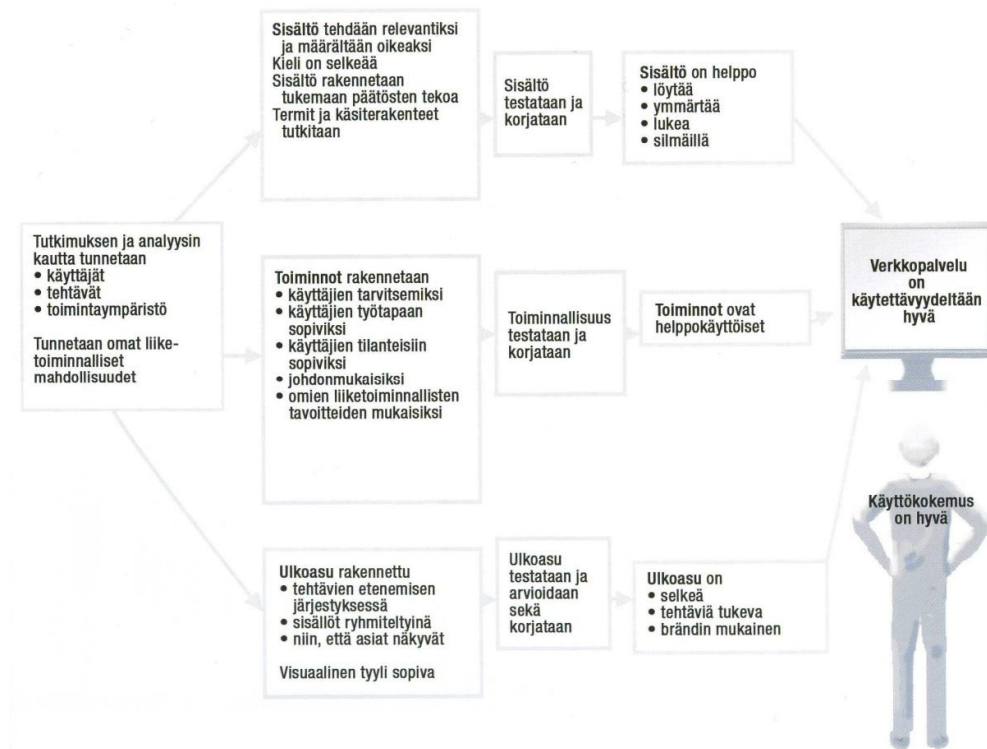 Sisältö tehdään relevantiksi
ja määrältään oikeaksi
Kieli on selkeää
Sisältö rakennetaan
tukemaan päätösten tekoa
Termit ja käsiterakenteet
tutkitaan
Sisältö
testataan ja
korjataan
Sisältö on helppo
• löytää
• ymmärtää
• lukea
• silmäillä
Tutkimuksen ja analyysin
kautta tunnetaan
• käyttäjät
• tehtävät
• toimintaympäristö
Tunnetaan omat liike-
toiminnalliset
mahdollisuudet
Toiminnot rakennetaan
• käyttäjien tarvitsemiksi
• käyttäjien työtapaan
sopiviksi
• käyttäjien tilanteisiin
sopiviksi
• johdonmukaisiksi
• omien liiketoiminnallisten
tavoitteiden mukaisiksi
Toiminnallisuus
testataan ja
korjataan
Toiminnot ovat
helppokäyttöiset
Verkkopalvelu
on
käytettävyydeltään
hyvä
Ulkoasu rakennettu
• tehtävien etenemisen
järjestyksessä
• sisällöt ryhmiteltyinä
• niin, että asiat näkyvät
Visuaalinen tyyli sopiva
Ulkoasu
testataan ja
arvioidaan
sekä
korjataan
Ulkoasu on
• selkeä
• tehtäviä tukeva
• brändin mukainen
Käyttökokemus
on hyvä